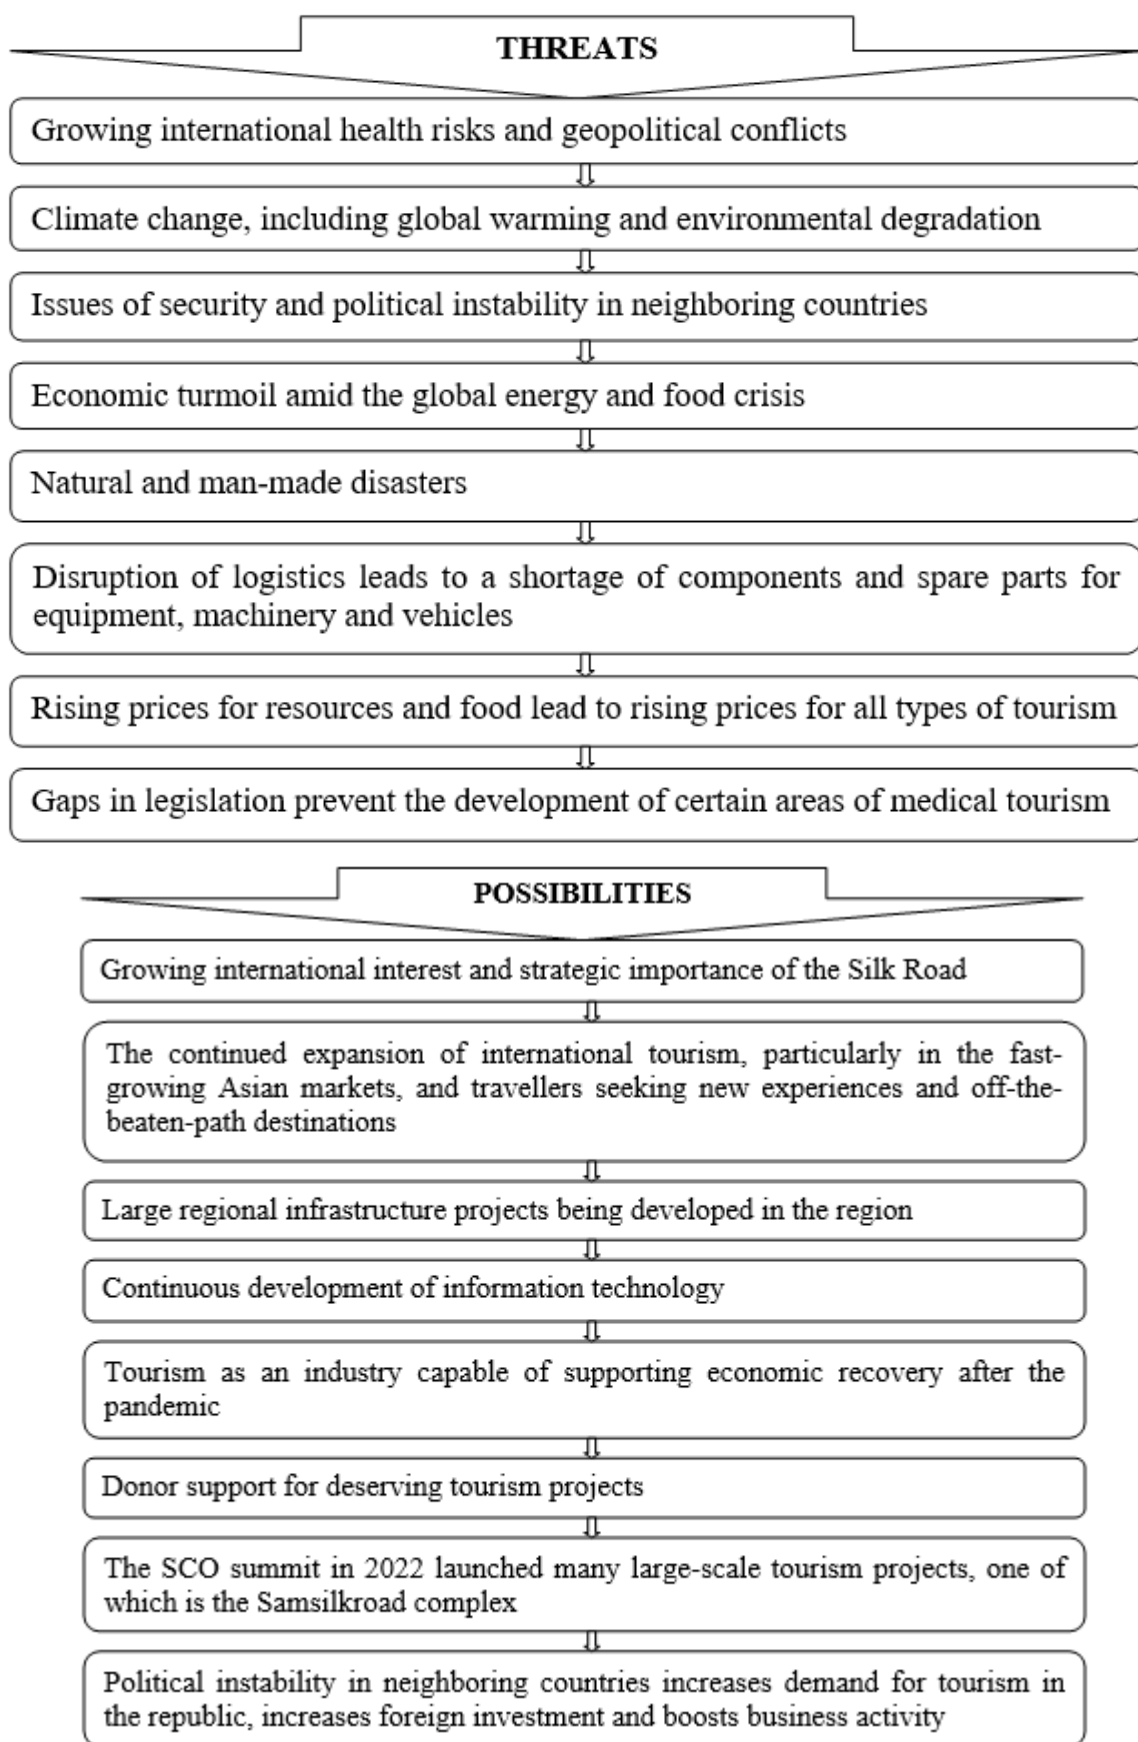 THREATS
Growing international health risks and geopolitical conflicts
Climate change, including global warming and environmental degradation
Issues of security and political instability in neighboring countries
Economic turmoil amid the global energy and food crisis
Natural and man-made disasters
Disruption of logistics leads to a shortage of components and spare parts for
equipment, machinery and vehicles
Rising prices for resources and food lead to rising prices for all types of tourism
Gaps in legislation prevent the development of certain areas of medical tourism
POSSIBILITIES
Growing international interest and strategic importance of the Silk Road
The continued expansion of international tourism, particularly in the fast-
growing Asian markets, and travellers seeking new experiences and off-the-
beaten-path destinations
Large regional infrastructure projects being developed in the region
Continuous development of information technology
Tourism as an industry capable of supporting economic recovery after the
pandemic
Donor support for deserving tourism projects
The SCO summit in 2022 launched many large-scale tourism projects, one of
which is the Samsilkroad complex
Political instability in neighboring countries increases demand for tourism in
the republic, increases foreign investment and boosts business activity